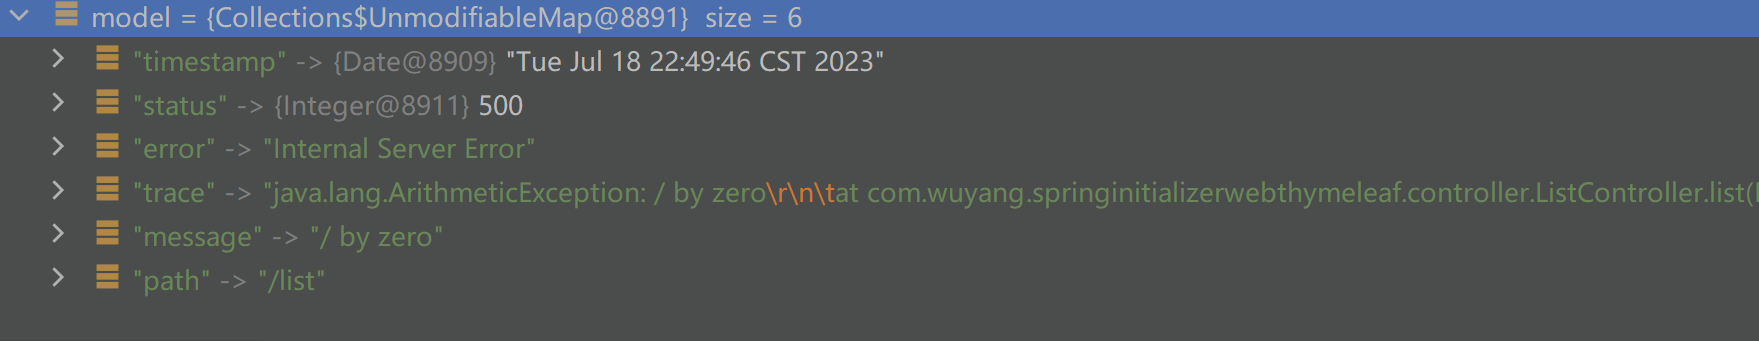 model = {Collections$UnmodifiableMap@8891} size = 6
"timestamp" -> {Date@8909} "Tue Jul 18 22:49:46 CST 2023"
"status" -> {Integer@8911} 500
"error" -> "Internal Server Error"
"trace" -> "java.lang.ArithmeticException: / by zero\r\n\tat com.wuyang.springinitializerwebthymeleaf.controller.ListController.list(
"message" -> "/ by zero"
"path" -> "/list"